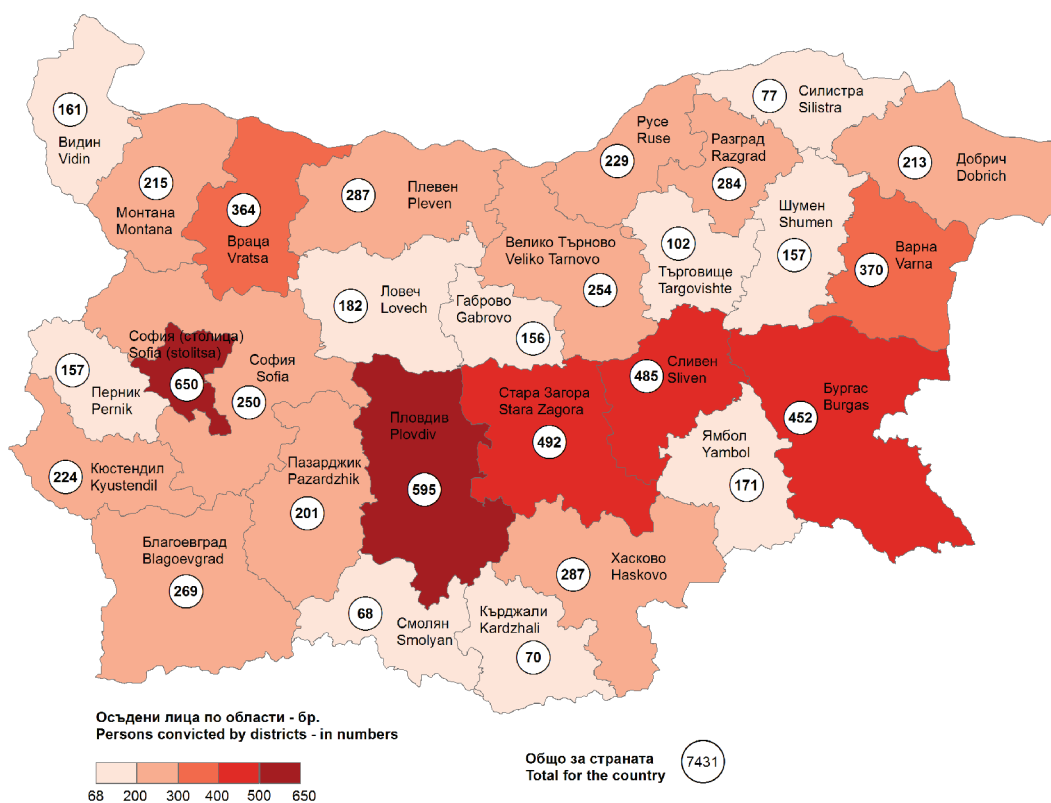 161
Видин
Vidin
215
Монтана
Montana
364
Враца
Vratsa
287
Плевен
Pleven
Русе
Ruse
229
Разград
Razgrad
284
77
Силистра
Silistra
213
Добрич
Dobrich
Шумен
Shumen
157
Варна
Varna
370
102
Търговище
Targovishte
Велико Търново
Veliko Tarnovo
254
Ловеч
Lovech
182
Габрово
Gabrovo
156
София (столица)
Sofia (stolitsa)
650
София
Sofia
250
157
Перник
Pernik
224
Кюстендил
Kyustendil
Благоевград
Blagoevgrad
269
Пазарджик
Pazardzhik
201
Пловдив
Plovdiv
595
Стара Загора
Stara Zagora
492
Сливен
Sliven
485
Бургас
Burgas
452
Ямбол
Yambol
171
Хасково
Haskovo
287
68
Смолян
Smolyan
Кърджали
Kardzhali
70
Осъдени лица по области - бр.
Persons convicted by districts - in numbers
68 200 300 400 500 650
Общо за страната
Total for the country
7431